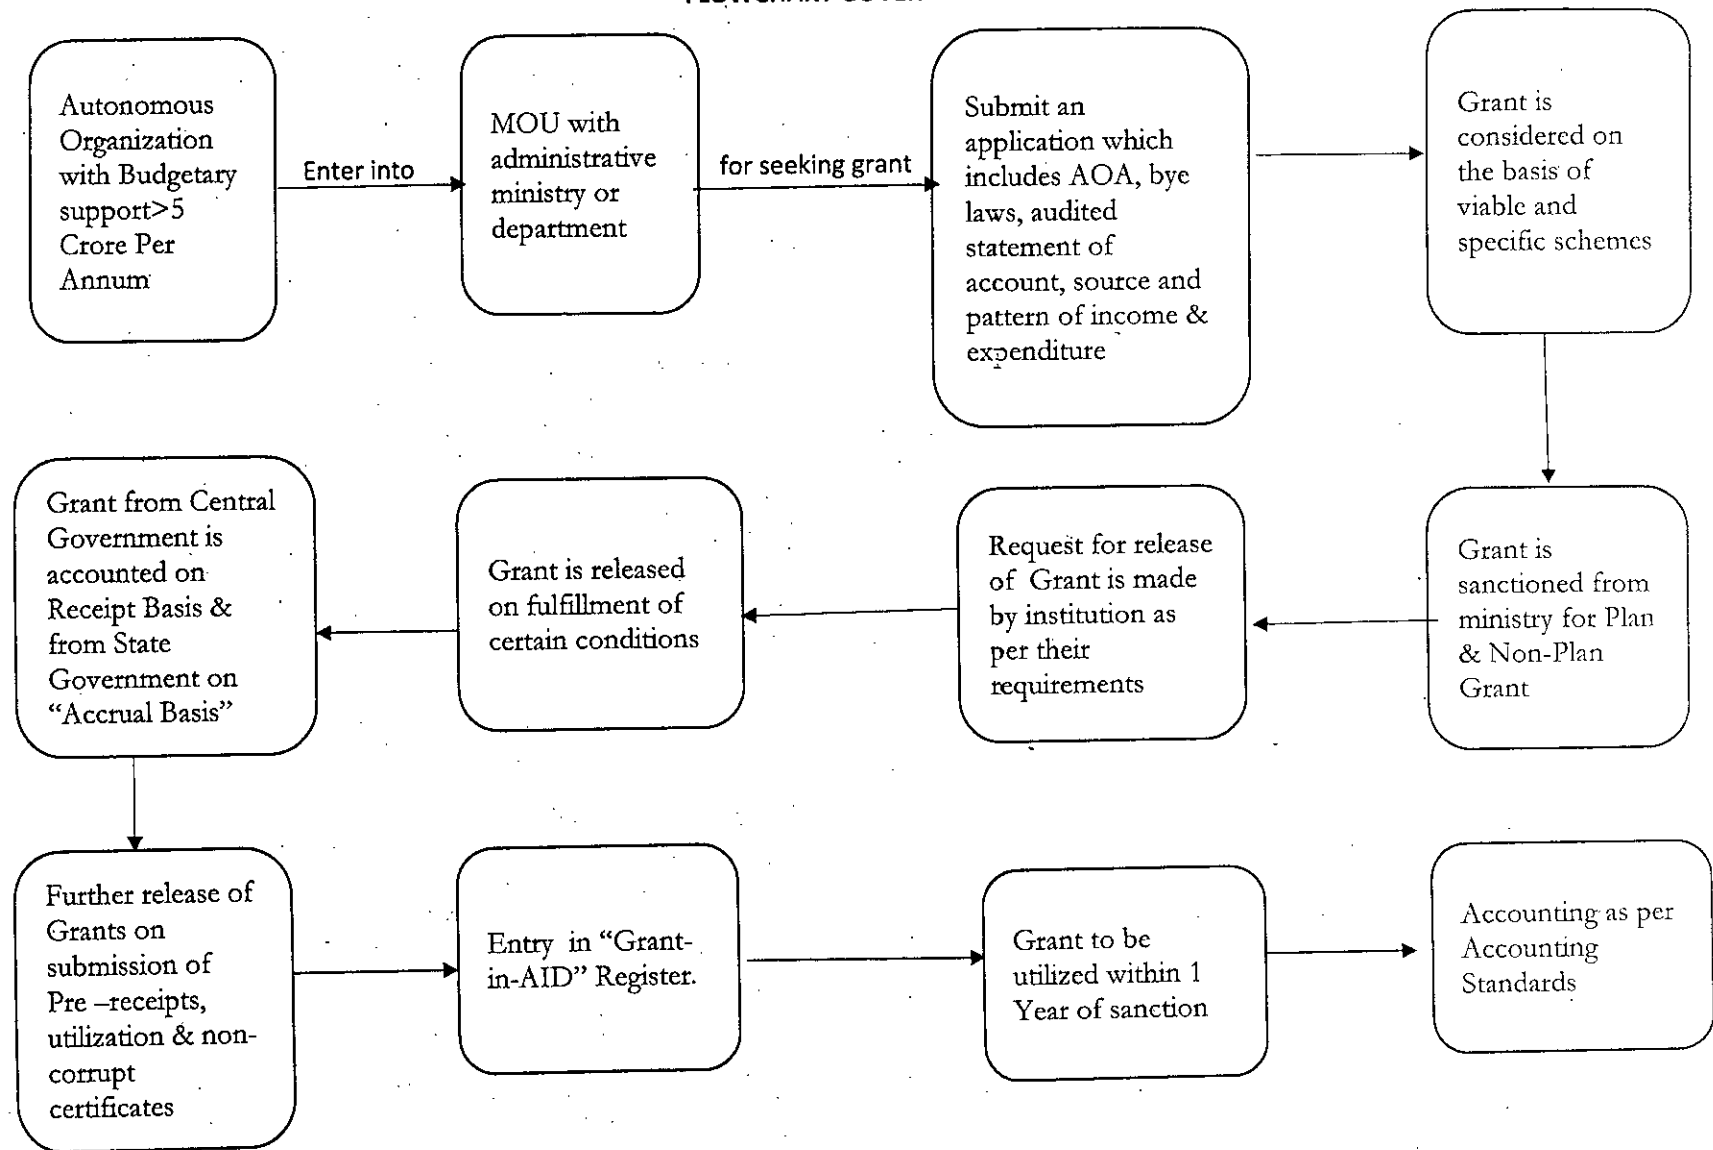 Autonomous
Organization
with Budgetary
support>5
Crore Per
Annum
Enter into
MOU with
administrative
ministry or
department
for seeking grant
Submit an
application which
includes AOA, bye
laws, audited
statement of
account, source and
pattern of income &
expenditure
Grant is
considered on
the basis of
viable and
specific schemes
Grant is
sanctioned from
ministry for Plan
& Non-Plan
Grant
Request for release
of Grant is made
by institution as
per their
requirements
Grant is released
on fulfillment of
certain conditions
Grant from Central
Government is
accounted on
Receipt Basis &
from State
Government on
“Accrual Basis”
Further release of
Grants on
submission of
Pre –receipts,
utilization & non-
corrupt
certificates
Entry in “Grant-
in-AID” Register.
Grant to be
utilized within 1
Year of sanction
Accounting as per
Accounting
Standards